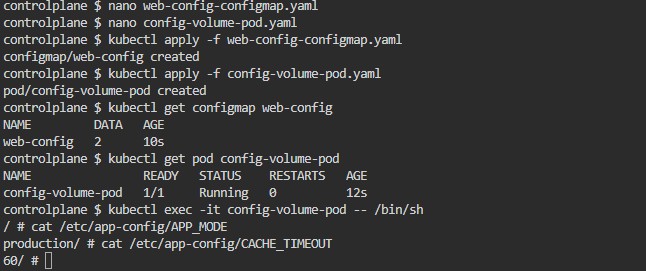 controlplane $ nano web-config-configmap.yaml
controlplane $ nano config-volume-pod.yaml
controlplane $ kubectl apply -f web-config-configmap.yaml
configmap/web-config created
controlplane $ kubectl apply -f config-volume-pod.yaml
pod/config-volume-pod created
controlplane $ kubectl get configmap web-config
NAME         DATA   AGE
web-config   2      10s
controlplane $ kubectl get pod config-volume-pod
NAME                READY   STATUS    RESTARTS   AGE
config-volume-pod   1/1     Running   0          12s
controlplane $ kubectl exec -it config-volume-pod -- /bin/sh
/ # cat /etc/app-config/APP_MODE
production/ # cat /etc/app-config/CACHE_TIMEOUT
60/ #